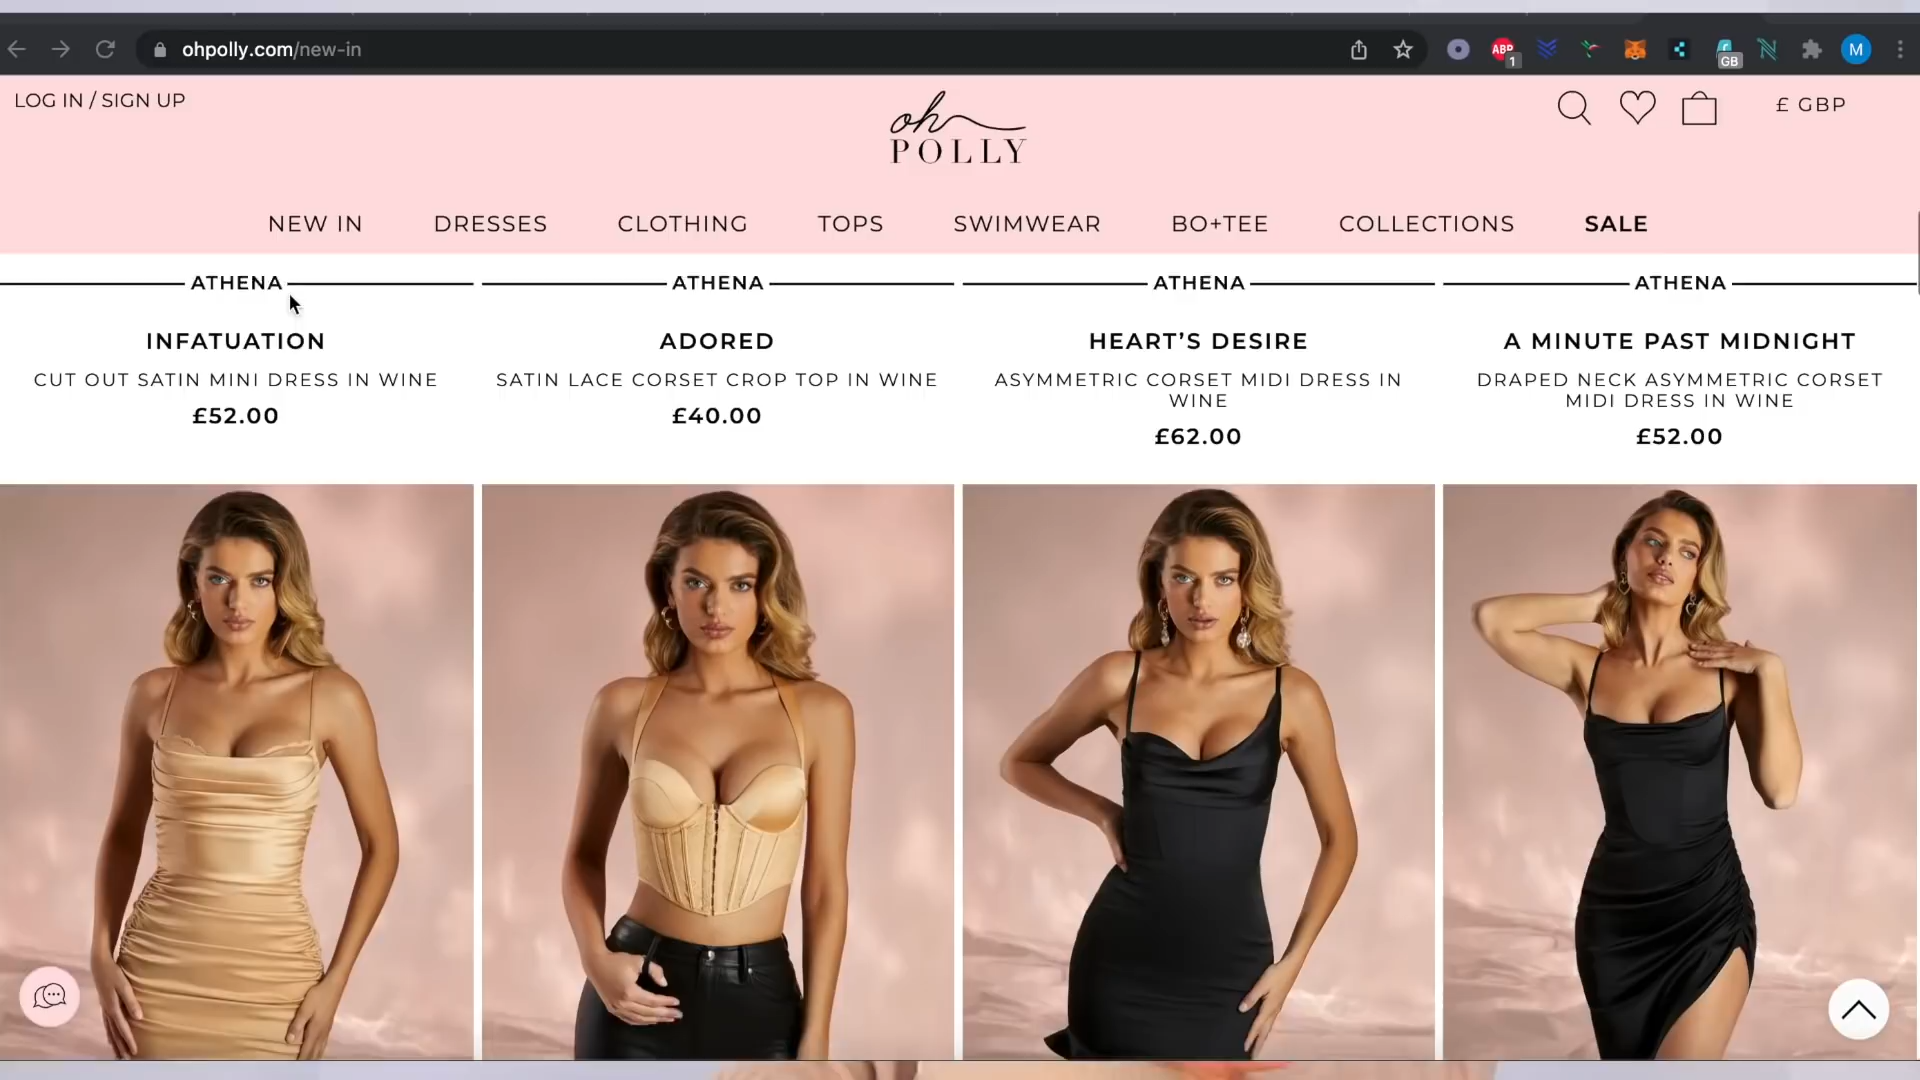 ohpolly.com/new-in
ABP
1
GB
M
LOG IN / SIGN UP
oh
POLLY
£ GBP
NEW IN DRESSES CLOTHING TOPS SWIMWEAR BO+TEE COLLECTIONS SALE
ATHENA
INFATUATION
CUT OUT SATIN MINI DRESS IN WINE
£52.00
ATHENA
ADORED
SATIN LACE CORSET CROP TOP IN WINE
£40.00
ATHENA
HEART’S DESIRE
ASYMMETRIC CORSET MIDI DRESS IN
WINE
£62.00
ATHENA
A MINUTE PAST MIDNIGHT
DRAPED NECK ASYMMETRIC CORSET
MIDI DRESS IN WINE
£52.00